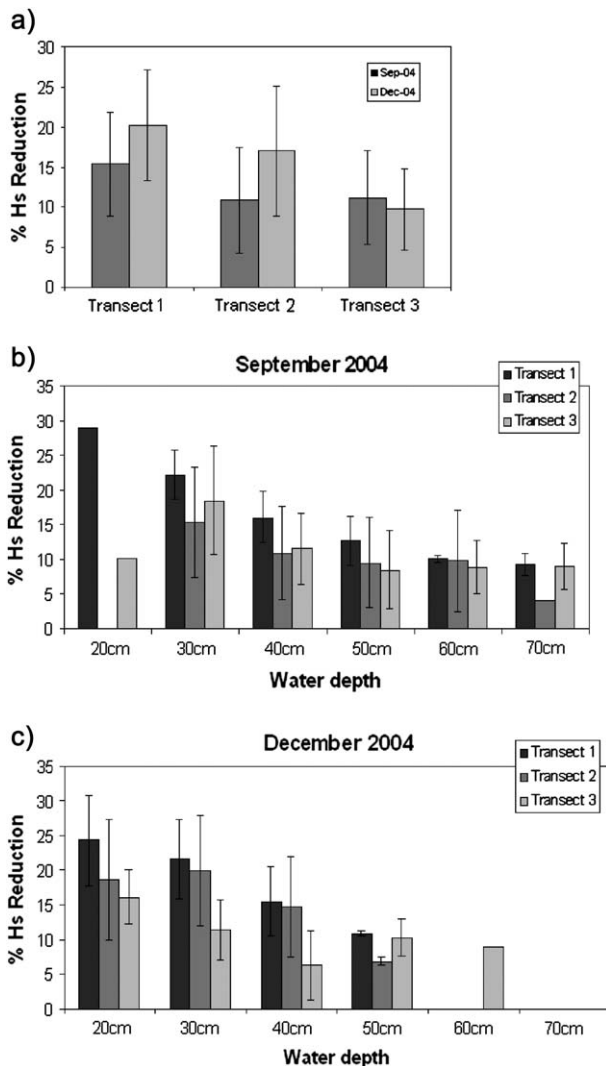 a)
30
25
20
15
10
5
0
% Hs Reduction
Sep-04
Dec-04
Transect 1
Transect 2
Transect 3
b)
September 2004
35
30
25
20
15
10
5
0
% Hs Reduction
Transect 1
Transect 2
Transect 3
20cm
30cm
40cm
50cm
60cm
70cm
Water depth
c)
December 2004
35
30
25
20
15
10
5
0
% Hs Reduction
Transect 1
Transect 2
Transect 3
20cm
30cm
40cm
50cm
60cm
70cm
Water depth